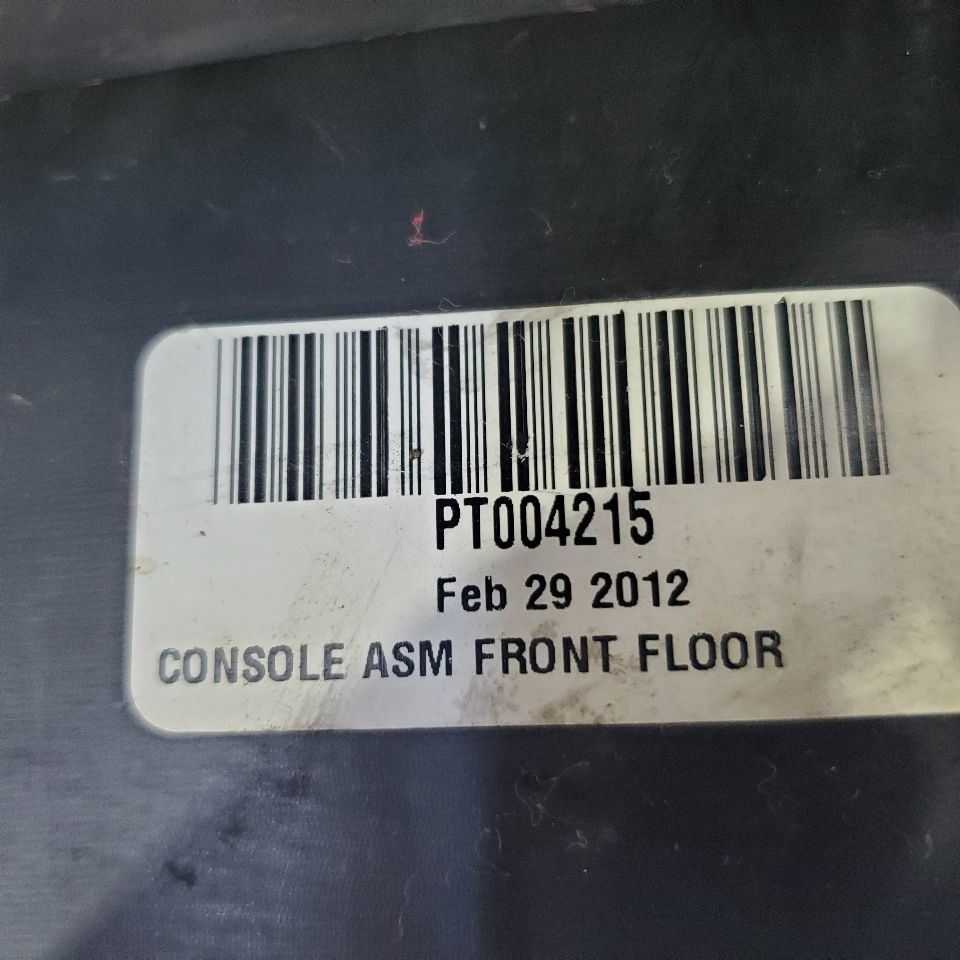 PT004215
Feb 29 2012
CONSOLE ASM FRONT FLOOR